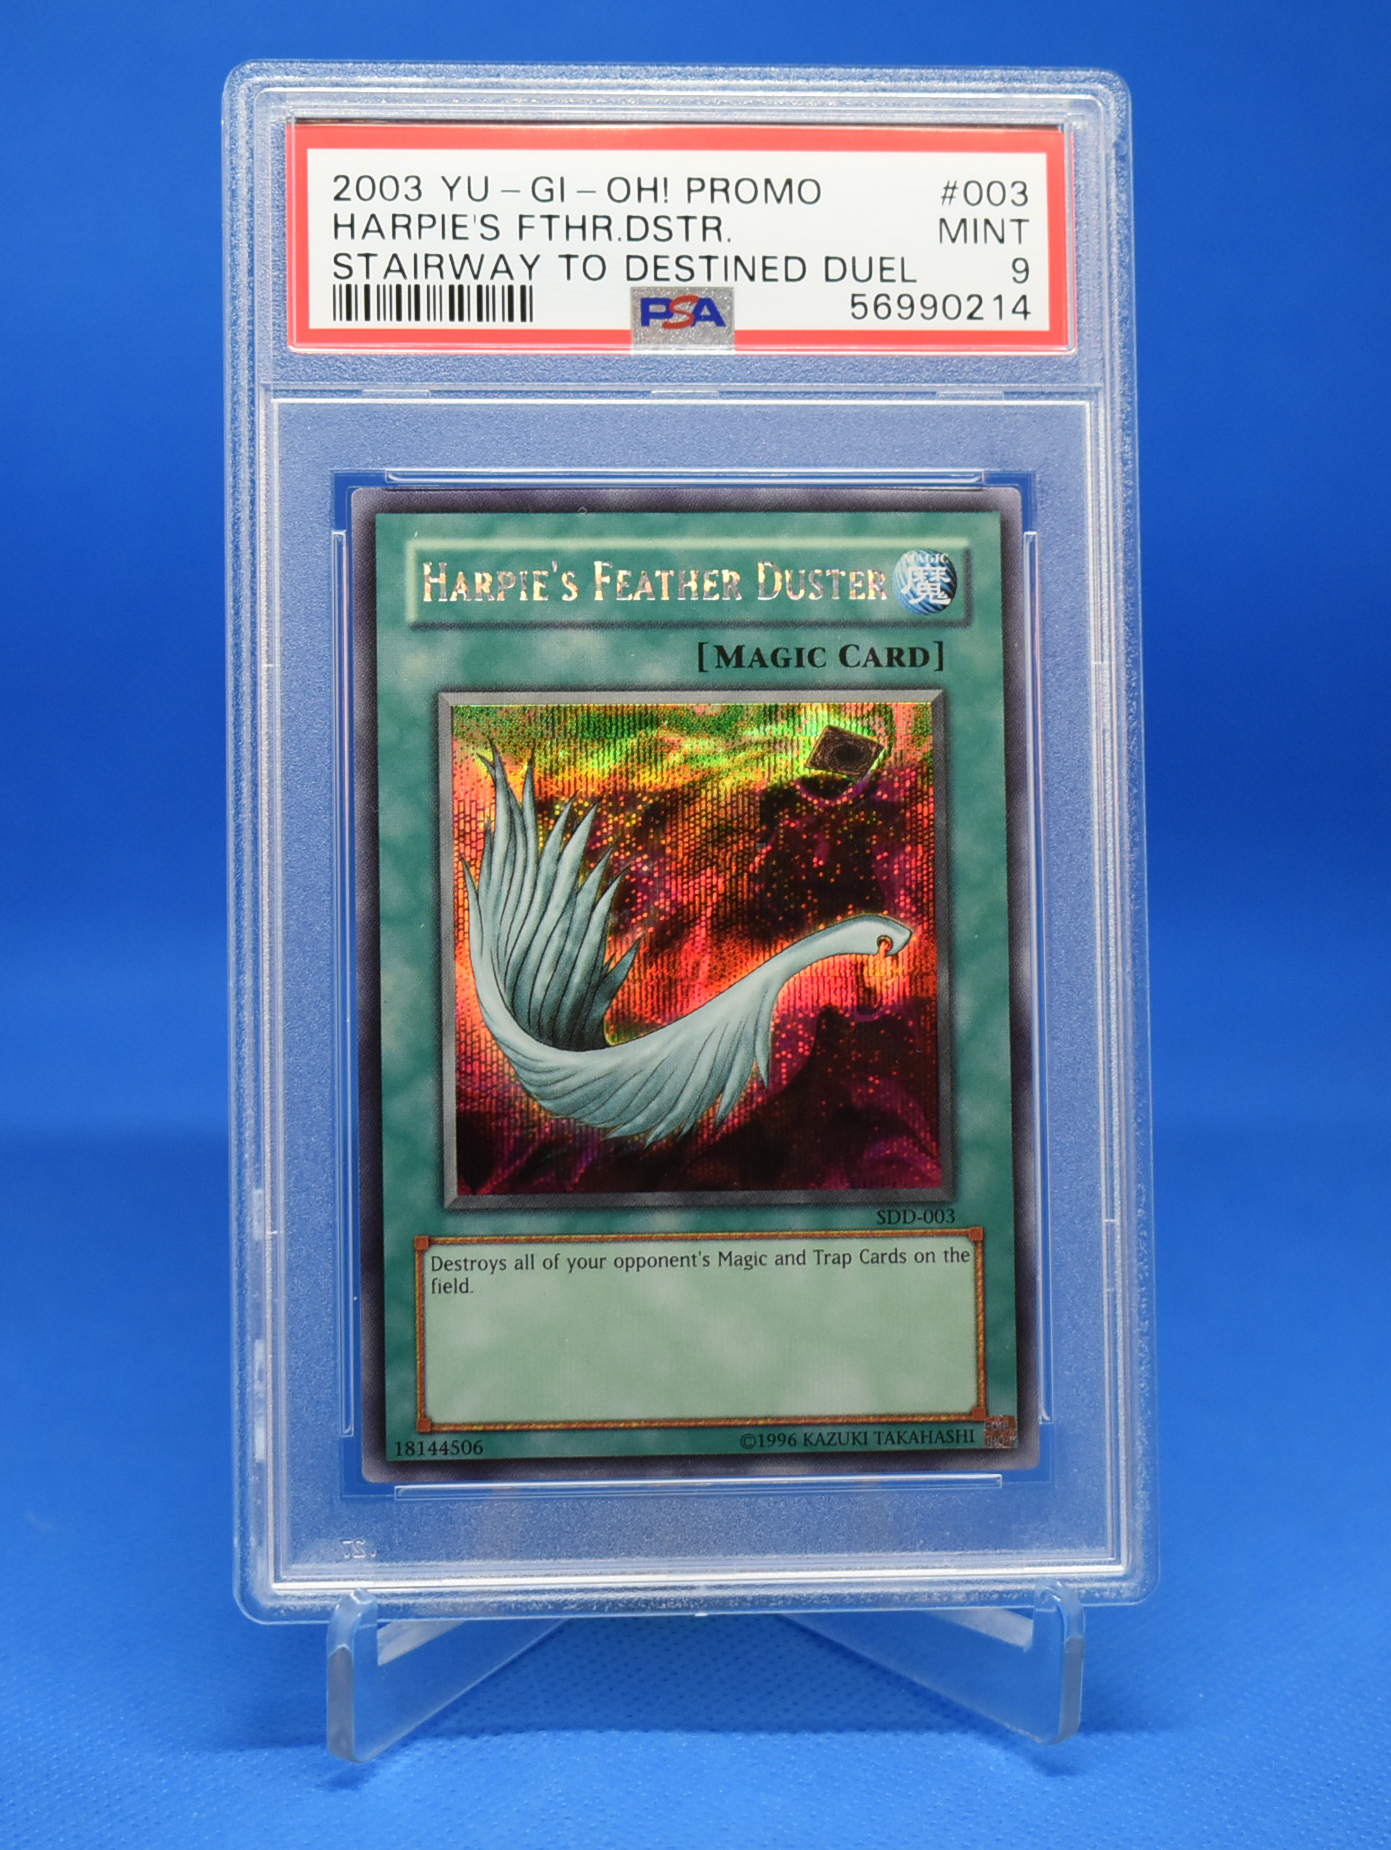 2003 YU-GI-OH! PROMO #003
HARPIE'S FTHR.DSTR. MINT
STAIRWAY TO DESTINED DUEL 9
PSA 56990214
HARPIE'S FEATHER DUSTER
MAGIC
魔
[MAGIC CARD]
SDD-003
Destroys all of your opponent's Magic and Trap Cards on the
field.
18144506 ©1996 KAZUKI TAKAHASHI